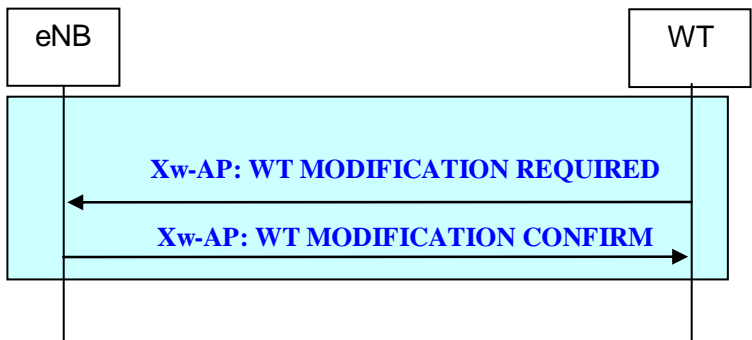 eNB
WT
Xw-AP: WT MODIFICATION REQUIRED
Xw-AP: WT MODIFICATION CONFIRM